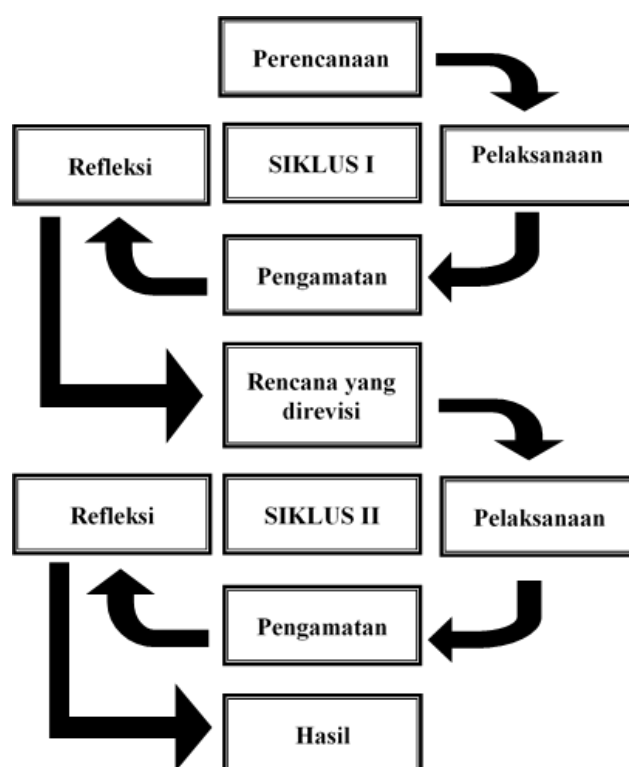 Perencanaan
Refleksi
SIKLUS I
Pelaksanaan
Pengamatan
Rencana yang
direvisi
Refleksi
SIKLUS II
Pelaksanaan
Pengamatan
Hasil